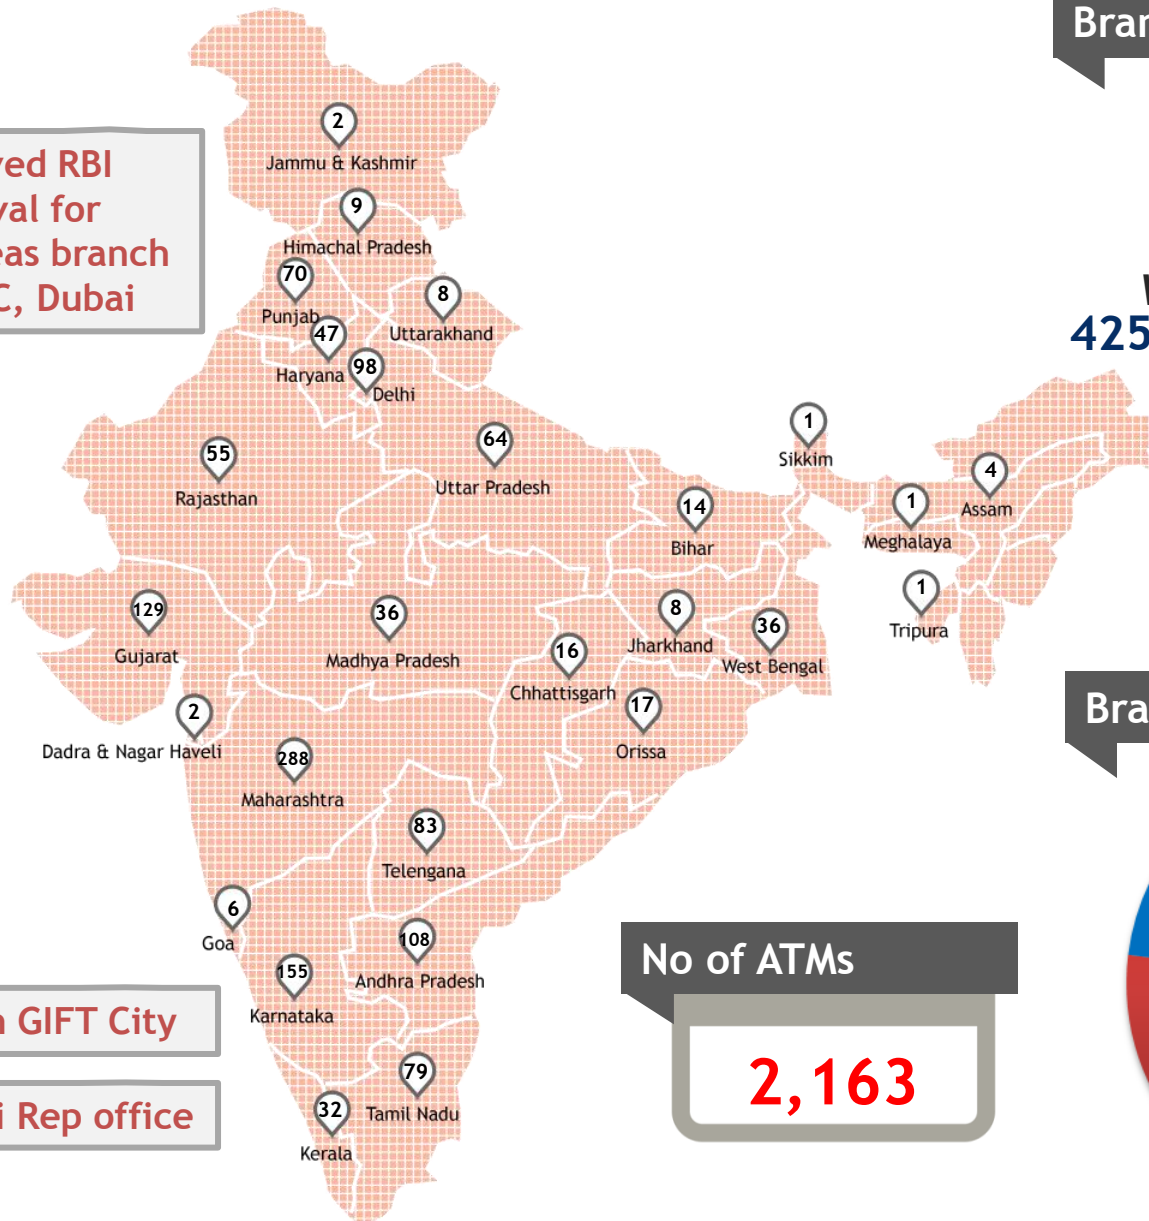 Bran
2
Jammu & Kashmir
ved RBI
val for
eas branch
C, Dubai
9
Himachal Pradesh
70
Punjab
8
Uttarakhand
47
Haryana
98
Delhi
425
55
Rajasthan
64
Uttar Pradesh
1
Sikkim
4
Assam
1
Meghalaya
14
Bihar
1
Tripura
129
Gujarat
36
Madhya Pradesh
8
Jharkhand
36
West Bengal
16
Chhattisgarh
17
Orissa
2
Dadra & Nagar Haveli
Bra
288
Maharashtra
83
Telengana
6
Goa
108
Andhra Pradesh
No of ATMs
155
Karnataka
GIFT City
2,163
79
Tamil Nadu
32
Kerala
i Rep office